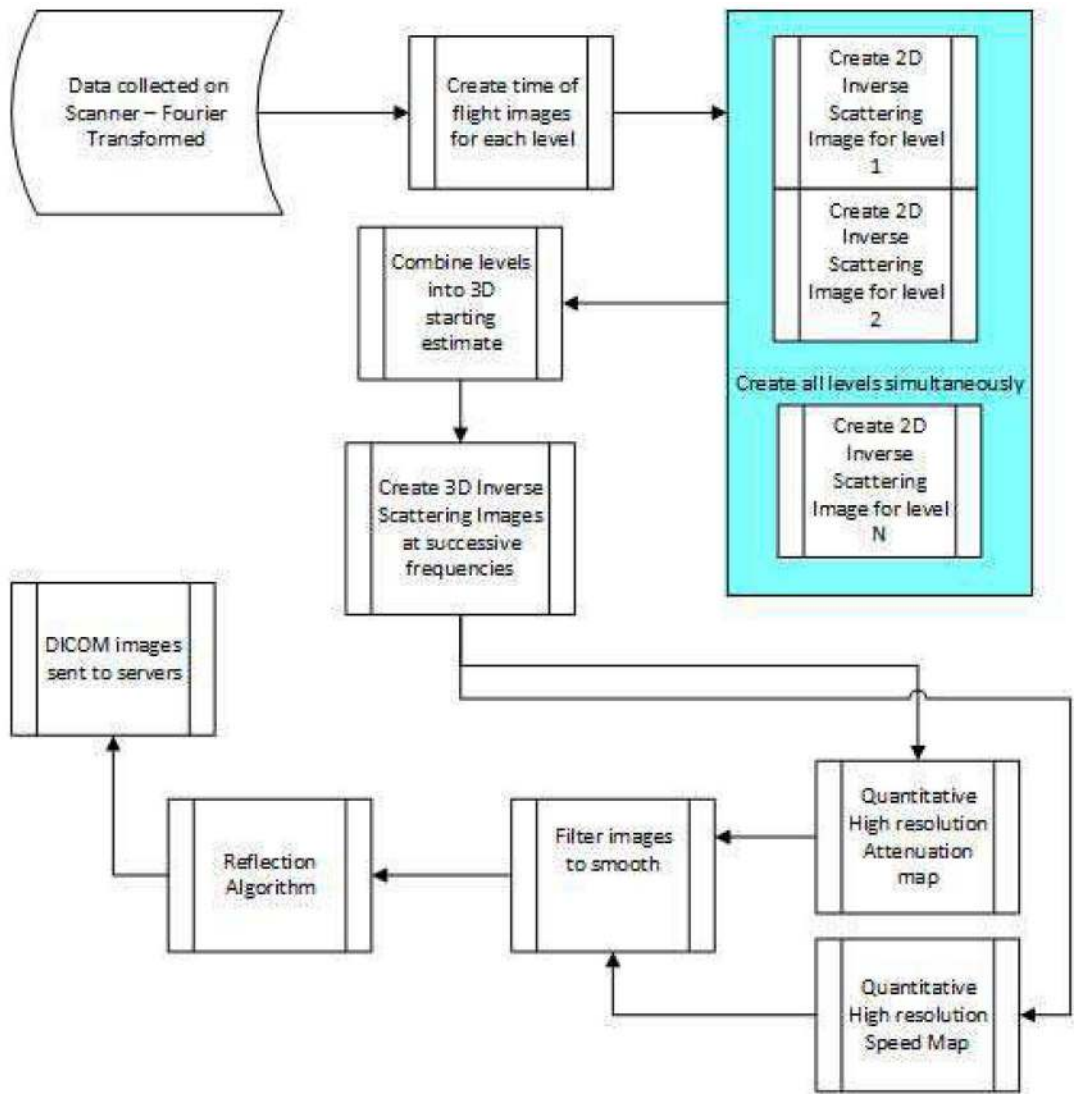 Data collected on
Scanner – Fourier
Transformed
Create time of
flight images
for each level
Create 2D
Inverse
Scattering
Image for level
1
Create 2D
Inverse
Scattering
Image for level
2
Create all levels simultaneously
Create 2D
Inverse
Scattering
Image for level
N
Combine levels
into 3D
starting
estimate
Create 3D Inverse
Scattering Images
at successive
frequencies
Quantitative
High resolution
Attenuation
map
Quantitative
High resolution
Speed Map
Filter images
to smooth
Reflection
Algorithm
DICOM images
sent to servers